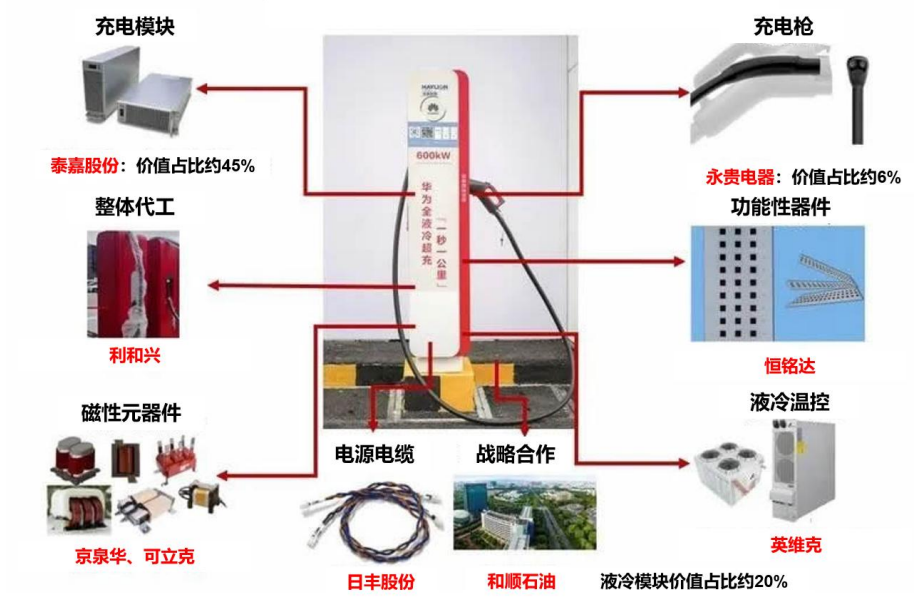 充电模块
充电枪
泰嘉股份：价值占比约45%
永贵电器：价值占比约6%
整体代工
功能性器件
600kW
华为全液冷超充
「一秒一公里」
利和兴
恒铭达
磁性元器件
液冷温控
电源电缆
战略合作
京泉华、可立克
英维克
日丰股份
和顺石油
液冷模块价值占比约20%